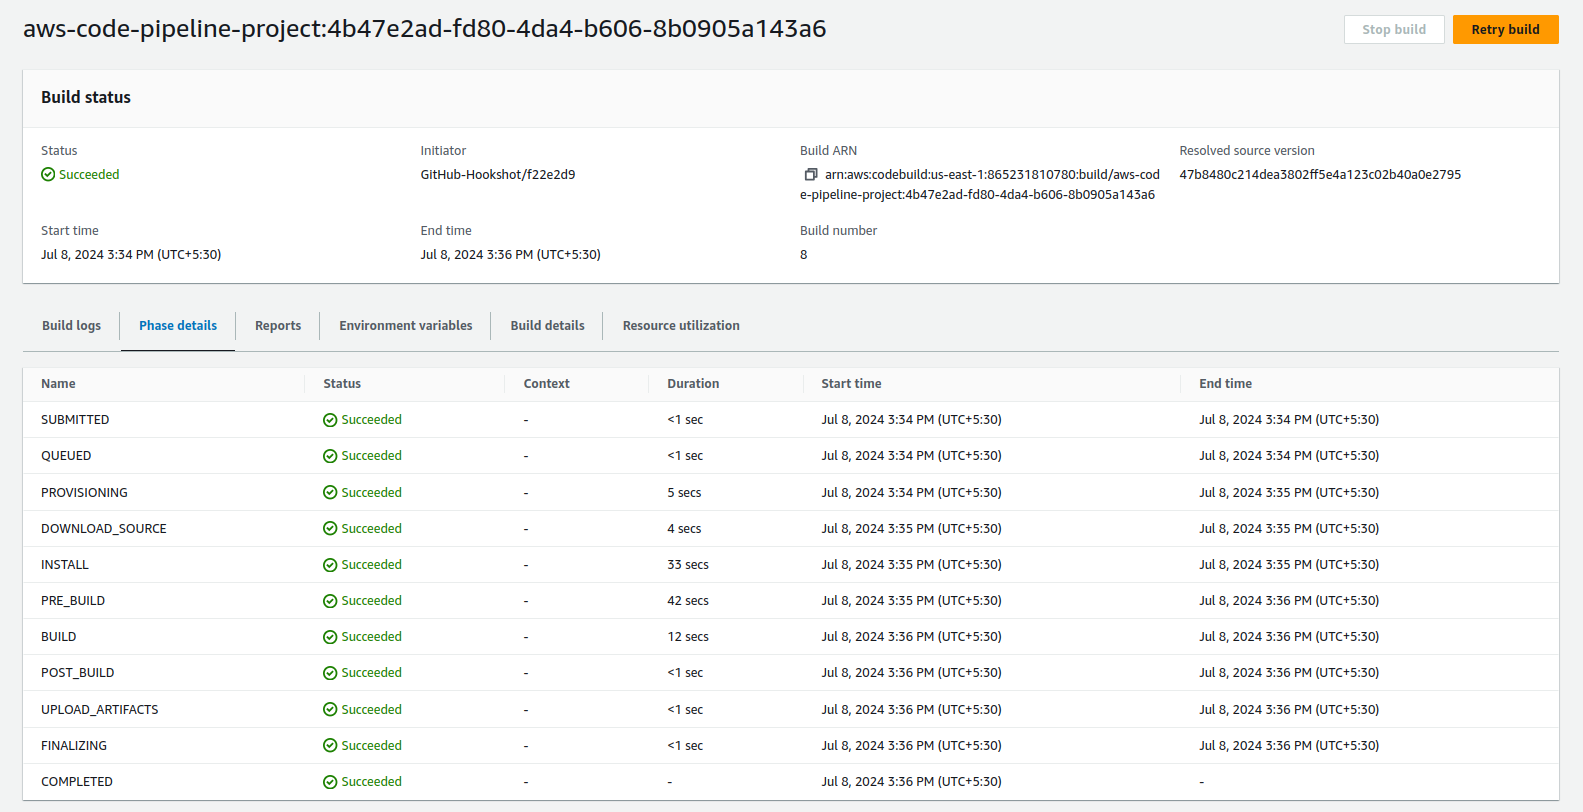 aws-code-pipeline-project:4b47e2ad-fd80-4da4-b606-8b0905a143a6
Stop build
Retry build
Build status
Status
Initiator
Build ARN
Resolved source version
Succeeded
GitHub-Hookshot/f22e2d9
arn:aws:codebuild:us-east-1:865231810780:build/aws-cod
e-pipeline-project:4b47e2ad-fd80-4da4-b606-8b0905a143a6
47b8480c214dea3802ff5e4a123c02b40a0e2795
Start time
End time
Build number
Jul 8, 2024 3:34 PM (UTC+5:30)
Jul 8, 2024 3:36 PM (UTC+5:30)
8
Build logs
Phase details
Reports
Environment variables
Build details
Resource utilization
Name Status Context Duration Start time End time
SUBMITTED Succeeded - <1 sec Jul 8, 2024 3:34 PM (UTC+5:30) Jul 8, 2024 3:34 PM (UTC+5:30)
QUEUED Succeeded - <1 sec Jul 8, 2024 3:34 PM (UTC+5:30) Jul 8, 2024 3:34 PM (UTC+5:30)
PROVISIONING Succeeded - 5 secs Jul 8, 2024 3:34 PM (UTC+5:30) Jul 8, 2024 3:35 PM (UTC+5:30)
DOWNLOAD_SOURCE Succeeded - 4 secs Jul 8, 2024 3:35 PM (UTC+5:30) Jul 8, 2024 3:35 PM (UTC+5:30)
INSTALL Succeeded - 33 secs Jul 8, 2024 3:35 PM (UTC+5:30) Jul 8, 2024 3:35 PM (UTC+5:30)
PRE_BUILD Succeeded - 42 secs Jul 8, 2024 3:35 PM (UTC+5:30) Jul 8, 2024 3:36 PM (UTC+5:30)
BUILD Succeeded - 12 secs Jul 8, 2024 3:36 PM (UTC+5:30) Jul 8, 2024 3:36 PM (UTC+5:30)
POST_BUILD Succeeded - <1 sec Jul 8, 2024 3:36 PM (UTC+5:30) Jul 8, 2024 3:36 PM (UTC+5:30)
UPLOAD_ARTIFACTS Succeeded - <1 sec Jul 8, 2024 3:36 PM (UTC+5:30) Jul 8, 2024 3:36 PM (UTC+5:30)
FINALIZING Succeeded - <1 sec Jul 8, 2024 3:36 PM (UTC+5:30) Jul 8, 2024 3:36 PM (UTC+5:30)
COMPLETED Succeeded - - Jul 8, 2024 3:36 PM (UTC+5:30) -